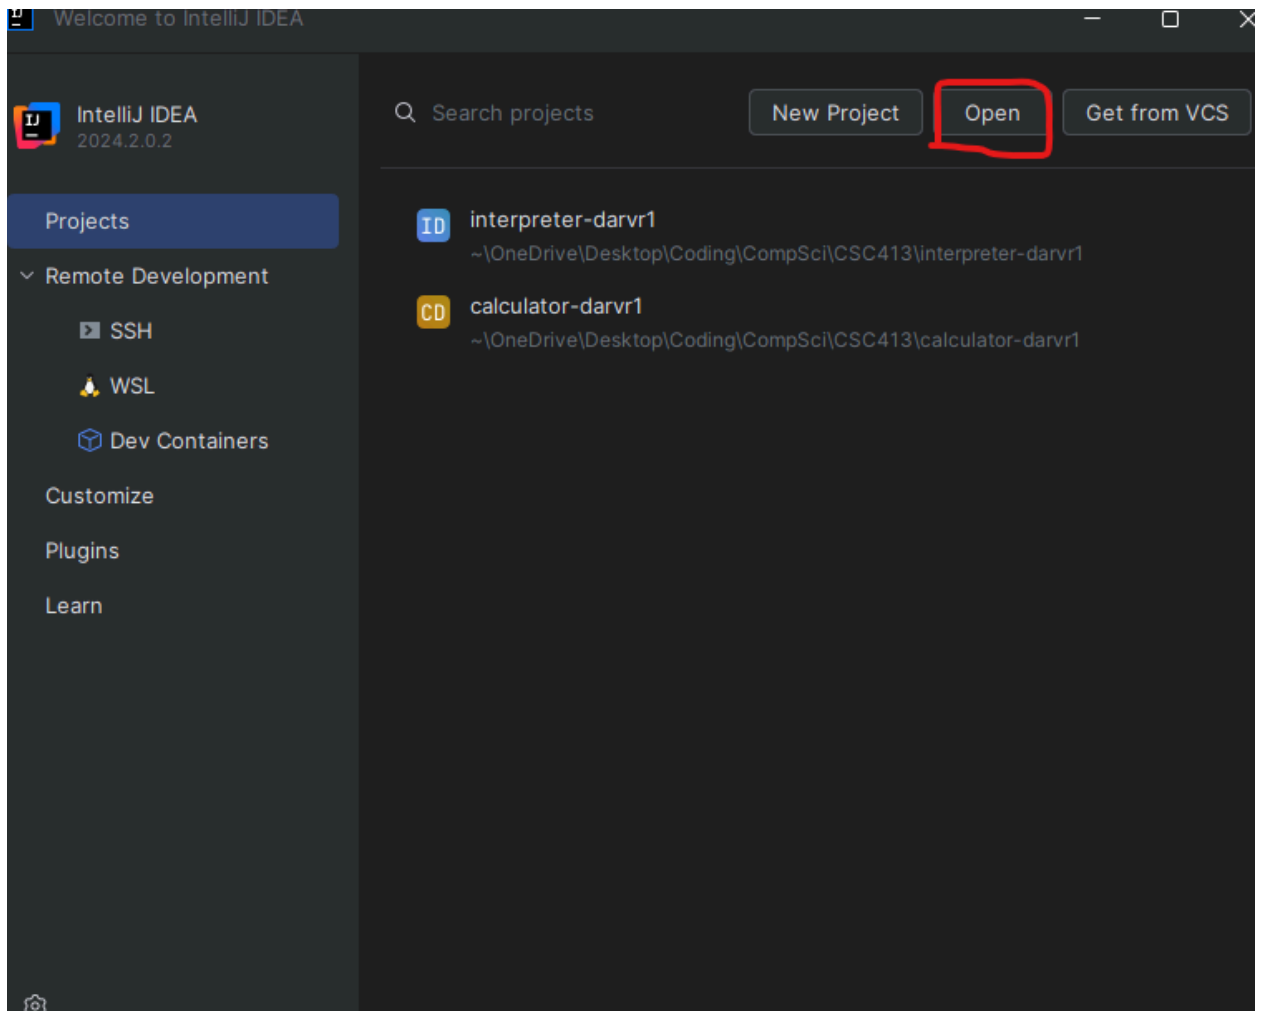 Welcome to IntelliJ IDEA
IntelliJ IDEA
2024.2.0.2
Search projects
New Project
Open
Get from VCS
Projects
Remote Development
SSH
WSL
Dev Containers
Customize
Plugins
Learn
ID
interpreter-darvr1
~\OneDrive\Desktop\Coding\CompSci\CSC413\interpreter-darvr1
CD
calculator-darvr1
~\OneDrive\Desktop\Coding\CompSci\CSC413\calculator-darvr1